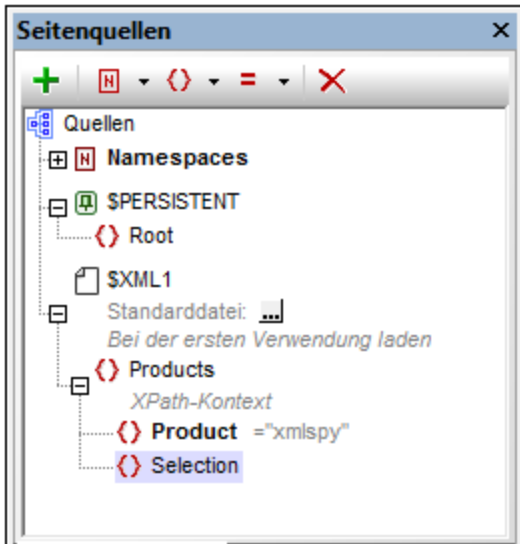 Seitenquellen
Quellen
Namespaces
$PERSISTENT
Root
$XML1
Standarddatei: ...
Bei der ersten Verwendung laden
Products
XPath-Kontext
Product ="xmlspy"
Selection